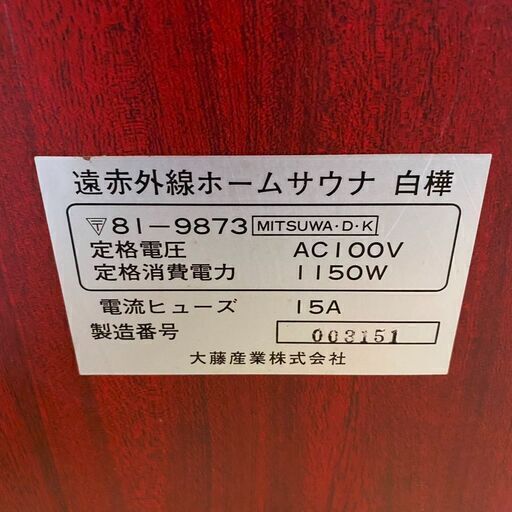 遠赤外線ホームサウナ 白樺
〒81-9873 MITSUWA・D・K
定格電圧 AC100V
定格消費電力 1150W
電流ヒューズ 15A
製造番号 003151
大藤産業株式会社